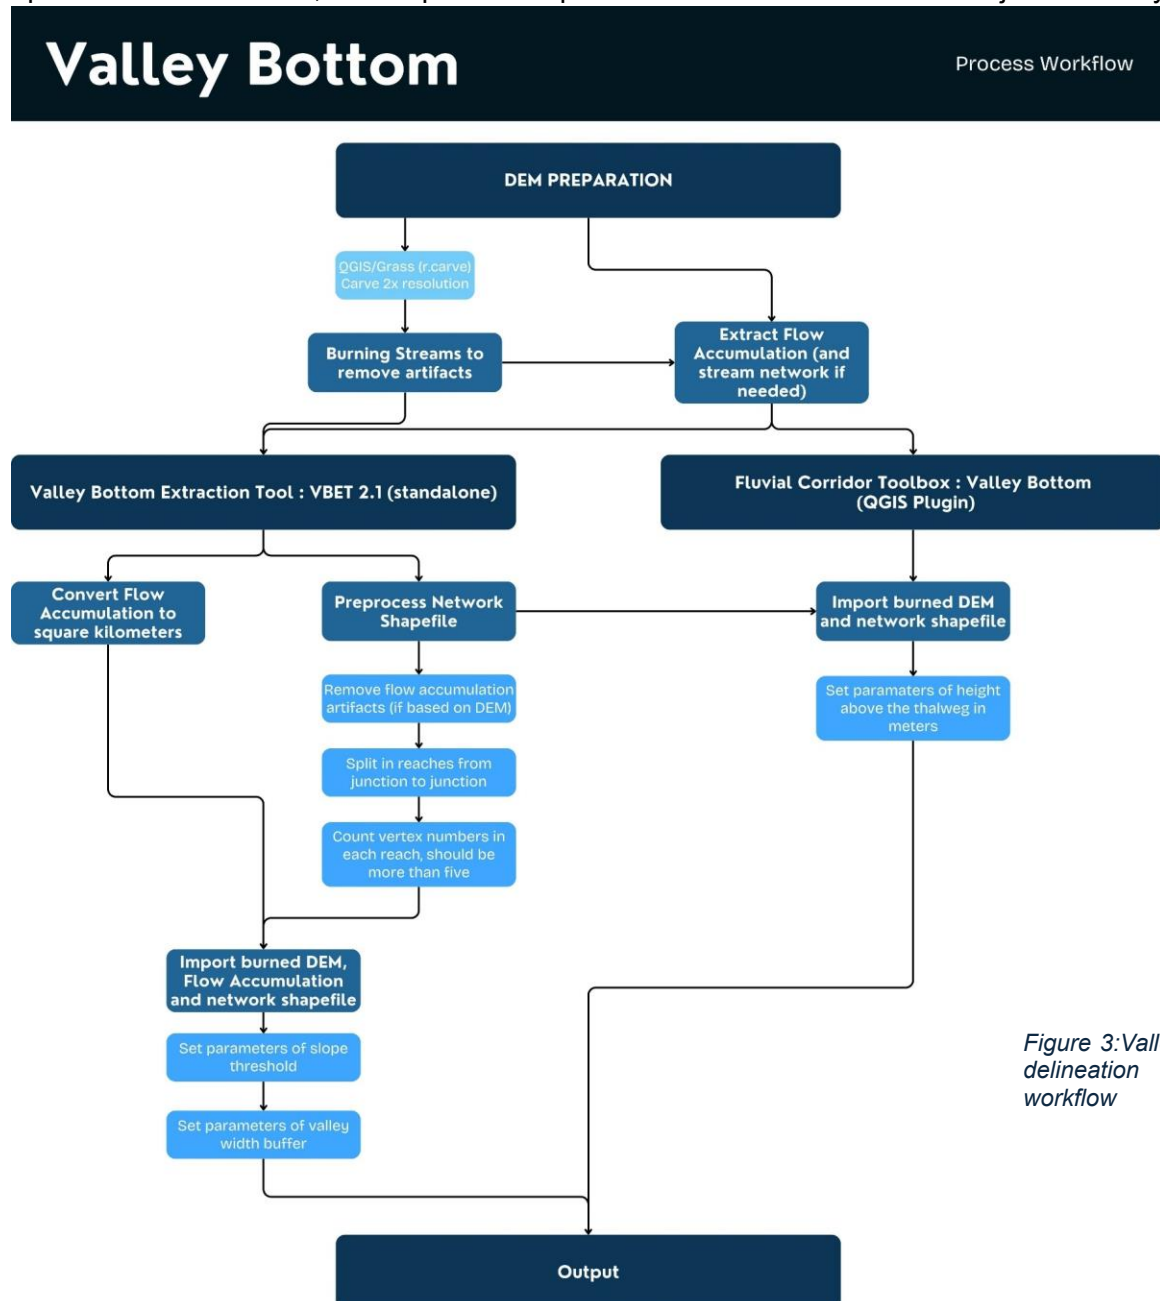 Valley Bottom
Process Workflow
DEM PREPARATION
QGIS/Grass (r.carve)
Carve 2x resolution
Burning Streams to
remove artifacts
Extract Flow
Accumulation (and
stream network if
needed)
Valley Bottom Extraction Tool : VBET 2.1 (standalone)
Fluvial Corridor Toolbox : Valley Bottom
(QGIS Plugin)
Convert Flow
Accumulation to
square kilometers
Preprocess Network
Shapefile
Import burned DEM
and network shapefile
Remove flow accumulation
artifacts (if based on DEM)
Set paramaters of height
above the thalweg in
meters
Split in reaches from
junction to junction
Count vertex numbers in
each reach, should be
more than five
Import burned DEM,
Flow Accumulation
and network shapefile
Set parameters of slope
threshold
Set parameters of valley
width buffer
Figure 3:Vall
delineation
workflow
Output